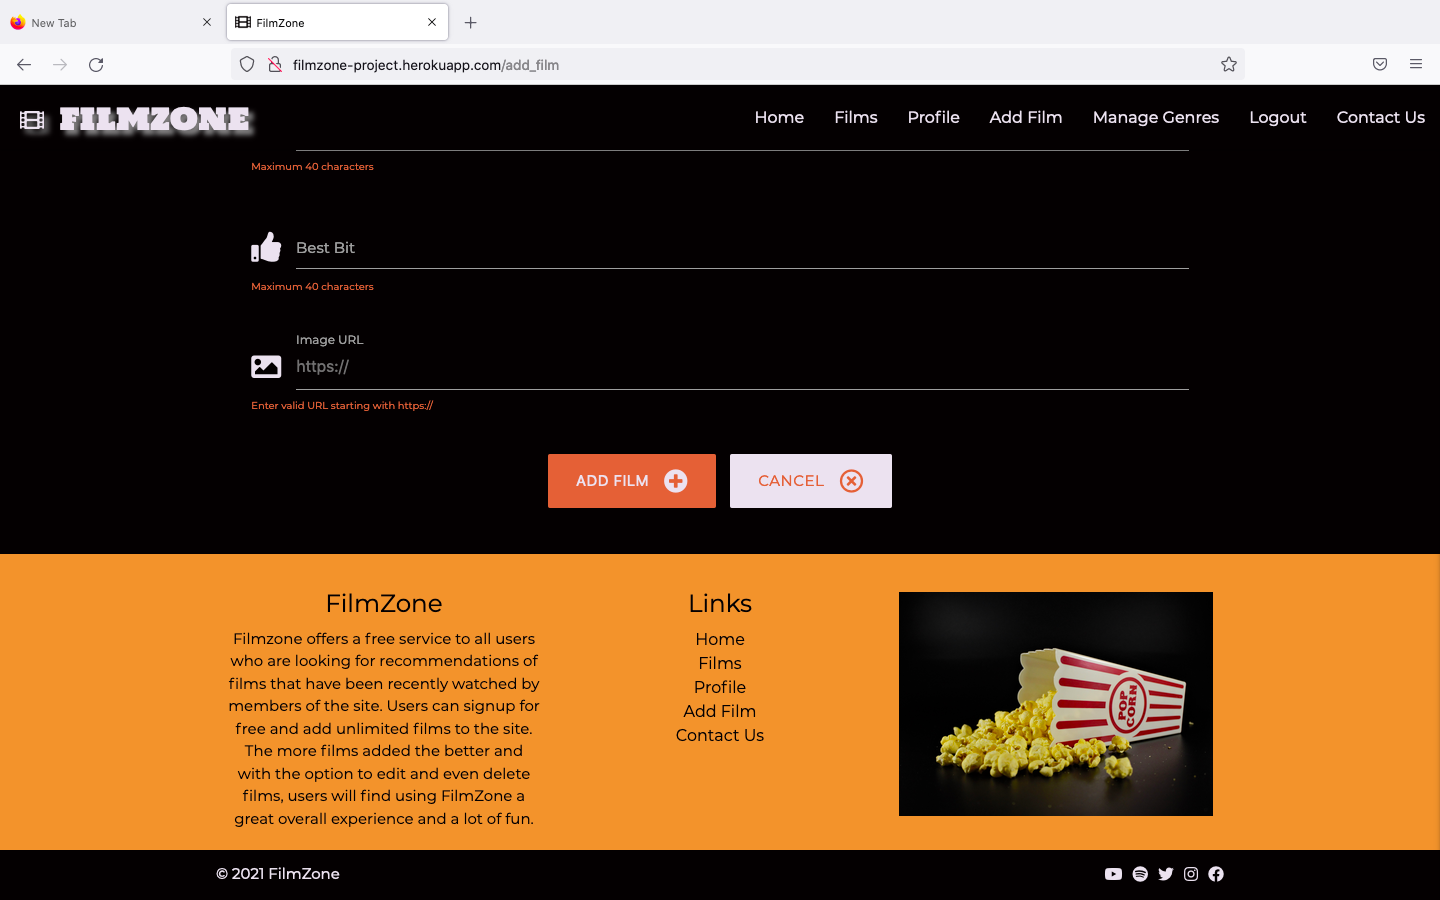 New Tab
FilmZone
filmzone-project.herokuapp.com/add_film
FILMZONE
Home
Films
Profile
Add Film
Manage Genres
Logout
Contact Us
Maximum 40 characters
Best Bit
Maximum 40 characters
Image URL
https://
Enter valid URL starting with https://
ADD FILM
CANCEL
FilmZone
Filmzone offers a free service to all users
who are looking for recommendations of
films that have been recently watched by
members of the site. Users can signup for
free and add unlimited films to the site.
The more films added the better and
with the option to edit and even delete
films, users will find using FilmZone a
great overall experience and a lot of fun.
Links
Home
Films
Profile
Add Film
Contact Us
POP
CORN
© 2021 FilmZone